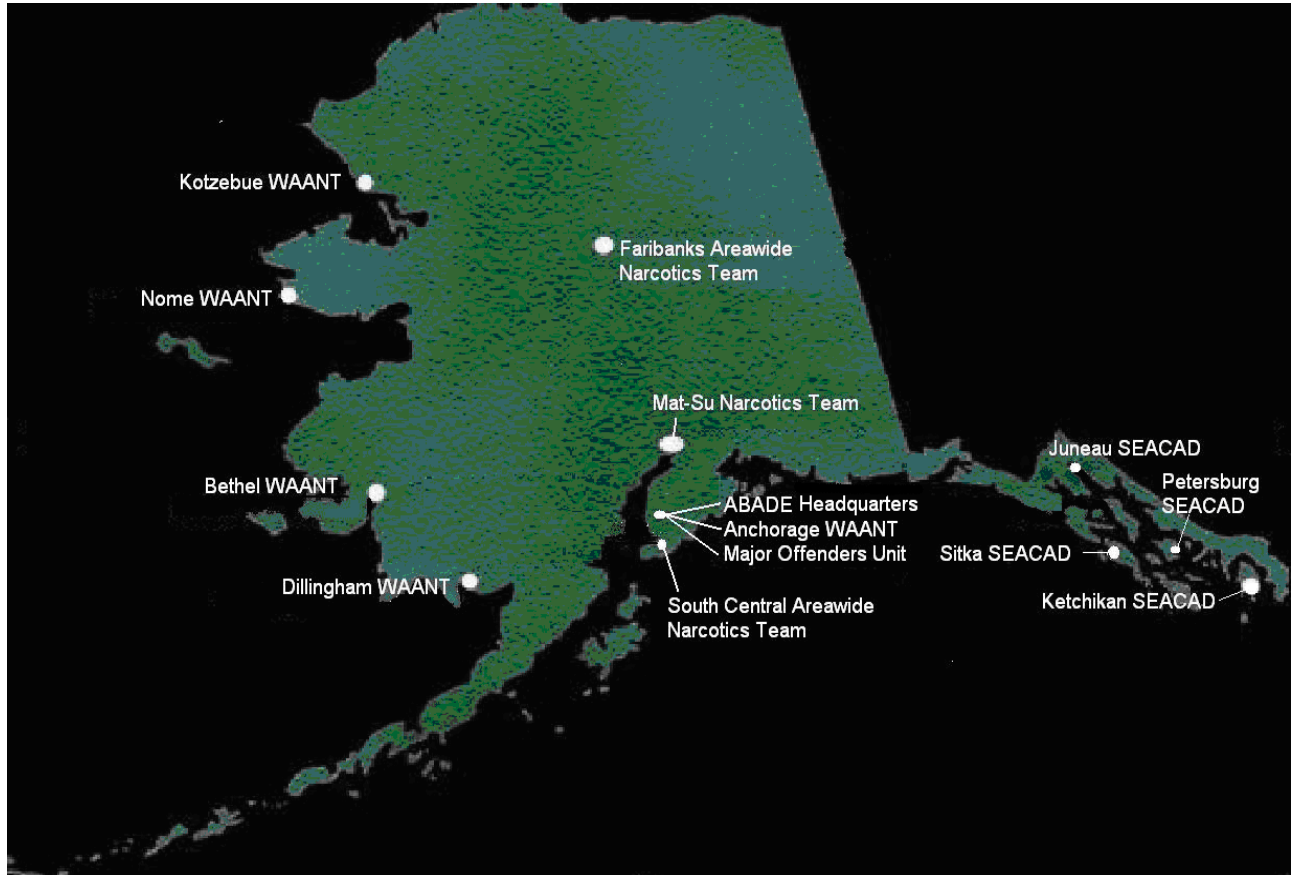 Kotzebue WAANT
Faribanks Areawide
Narcotics Team
Nome WAANT
Mat-Su Narcotics Team
Juneau SEACAD
Petersburg
SEACAD
Bethel WAANT
ABADE Headquarters
Anchorage WAANT
Major Offenders Unit
Sitka SEACAD
Dillingham WAANT
Ketchikan SEACAD
South Central Areawide
Narcotics Team